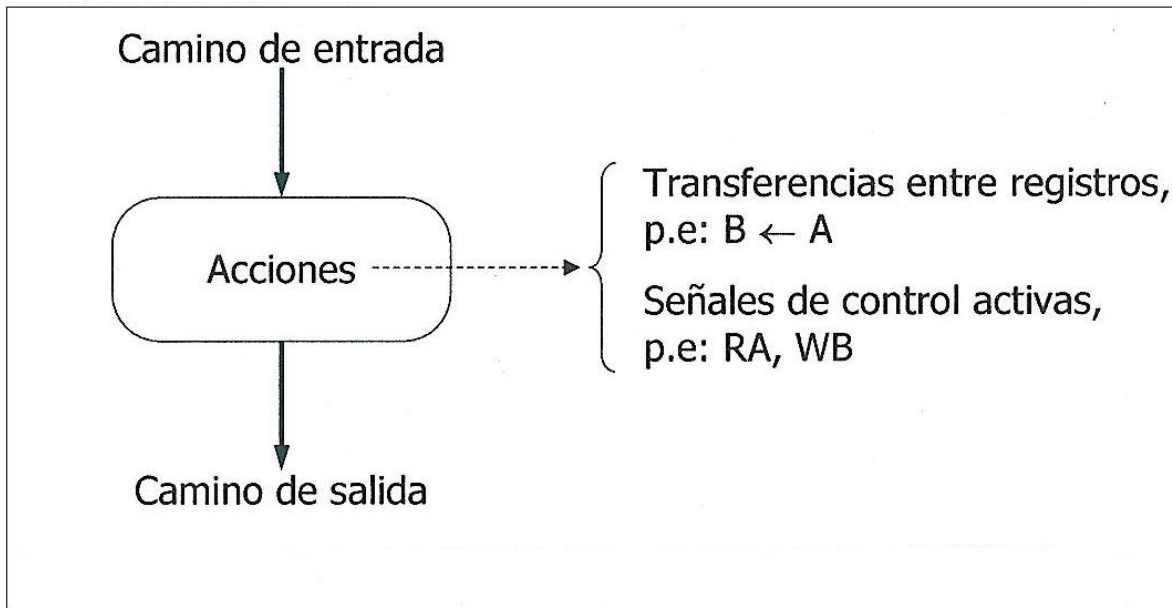 Camino de entrada
Acciones
Transferencias entre registros,
p.e: B ← A
Señales de control activas,
p.e: RA, WB
Camino de salida